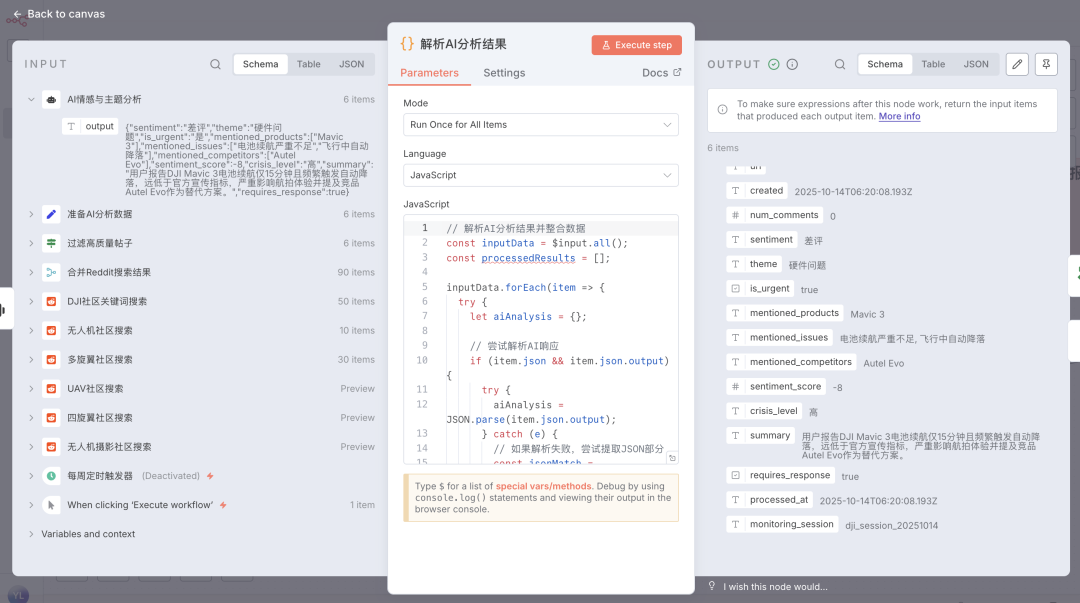 ← Back to canvas
INPUT
Schema
Table
JSON
AI情感与主题分析
6 items
T output
{"sentiment":"差评","theme":"硬件问
题","is_urgent":"是","mentioned_products":["Mavic
3"],"mentioned_issues":["电池续航严重不足","飞行中自动
降落"],"mentioned_competitors":["Autel
Evo"],"sentiment_score":-8,"crisis_level":"高","summary":
"用户报告DJI Mavic 3电池续航仅15分钟且频繁触发自动降
落，远低于官方宣传指标，严重影响航拍体验并提及竞品
Autel Evo作为替代方案。","requires_response":true}
准备AI分析数据
6 items
过滤高质量帖子
6 items
合并Reddit搜索结果
90 items
DJI社区关键词搜索
50 items
无人机社区搜索
10 items
多旋翼社区搜索
30 items
UAV社区搜索
Preview
四旋翼社区搜索
Preview
无人机摄影社区搜索
Preview
每周定时触发器
(Deactivated)
When clicking 'Execute workflow'
1 item
Variables and context
YL
{} 解析AI分析结果
Execute step
Parameters
Settings
Docs
Mode
Run Once for All Items
Language
JavaScript
JavaScript
1 // 解析AI分析结果并整合数据
2 const inputData = $input.all();
3 const processedResults = [];
4
5 inputData.forEach(item => {
6 try {
7 let aiAnalysis = {};
8
9 // 尝试解析AI响应
10 if (item.json && item.json.output)
{
11 try {
12 aiAnalysis =
JSON.parse(item.json.output);
13 } catch (e) {
14 // 如果解析失败，尝试提取JSON部分
15 const jsonMatch =
Type $ for a list of special vars/methods. Debug by using
console.log() statements and viewing their output in the
browser console.
OUTPUT
Schema
Table
JSON
To make sure expressions after this node work, return the input items
that produced each output item. More info
6 items
T url
T created 2025-10-14T06:20:08.193Z
# num_comments 0
T sentiment 差评
T theme 硬件问题
is_urgent true
T mentioned_products Mavic 3
T mentioned_issues 电池续航严重不足, 飞行中自动降落
T mentioned_competitors Autel Evo
# sentiment_score -8
T crisis_level 高
T summary 用户报告DJI Mavic 3电池续航仅15分钟且频繁触发自动降
落，远低于官方宣传指标，严重影响航拍体验并提及竞品
Autel Evo作为替代方案。
requires_response true
T processed_at 2025-10-14T06:20:08.193Z
T monitoring_session dji_session_20251014
I wish this node would...